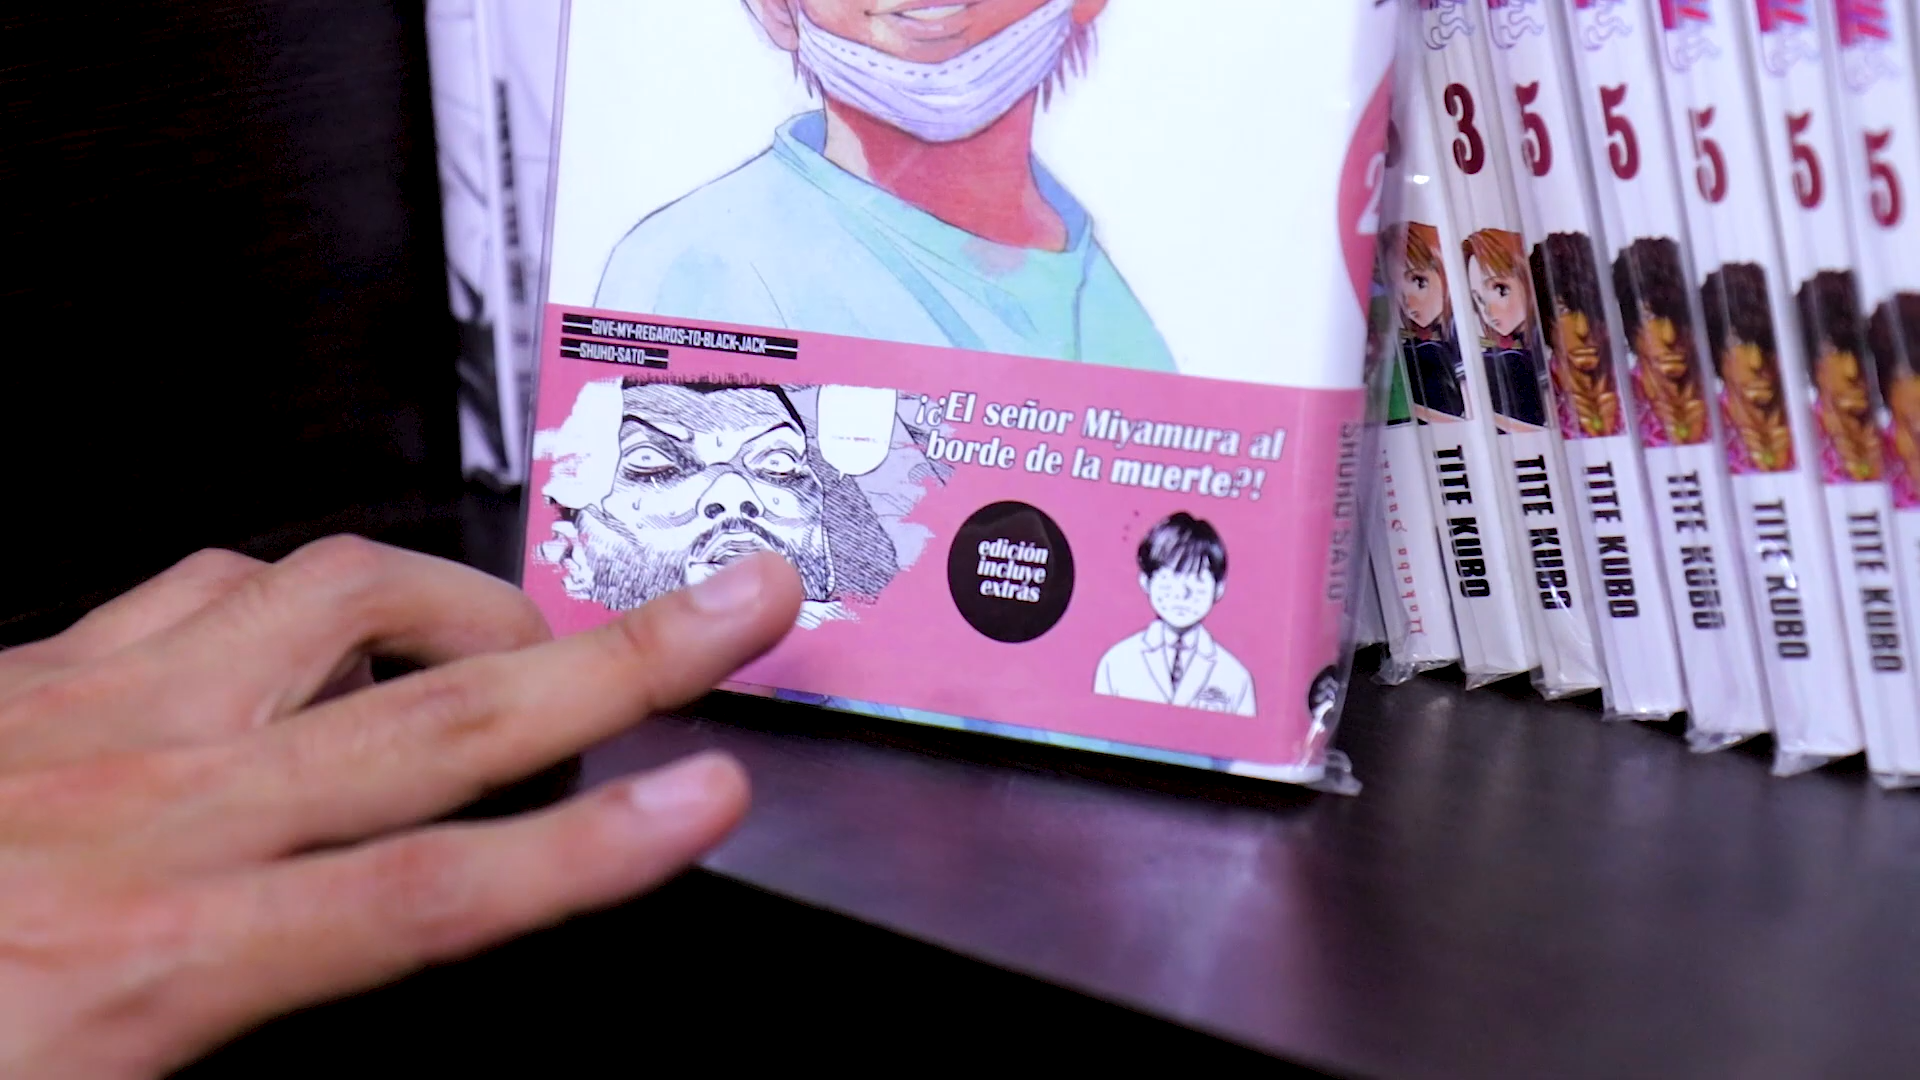 GIVE-MY-REGARDS-TO-BLACK-JACK
SHUHO-SATO
¡¿El señor Miyamura al
borde de la muerte?!
edición
incluye
extras
SHUHO SATO
2
3
5
5
5
5
5
TITE KUBO
TITE KUBO
TITE KUBO
TITE KUBO
TITE KUBO
TITE KUBO